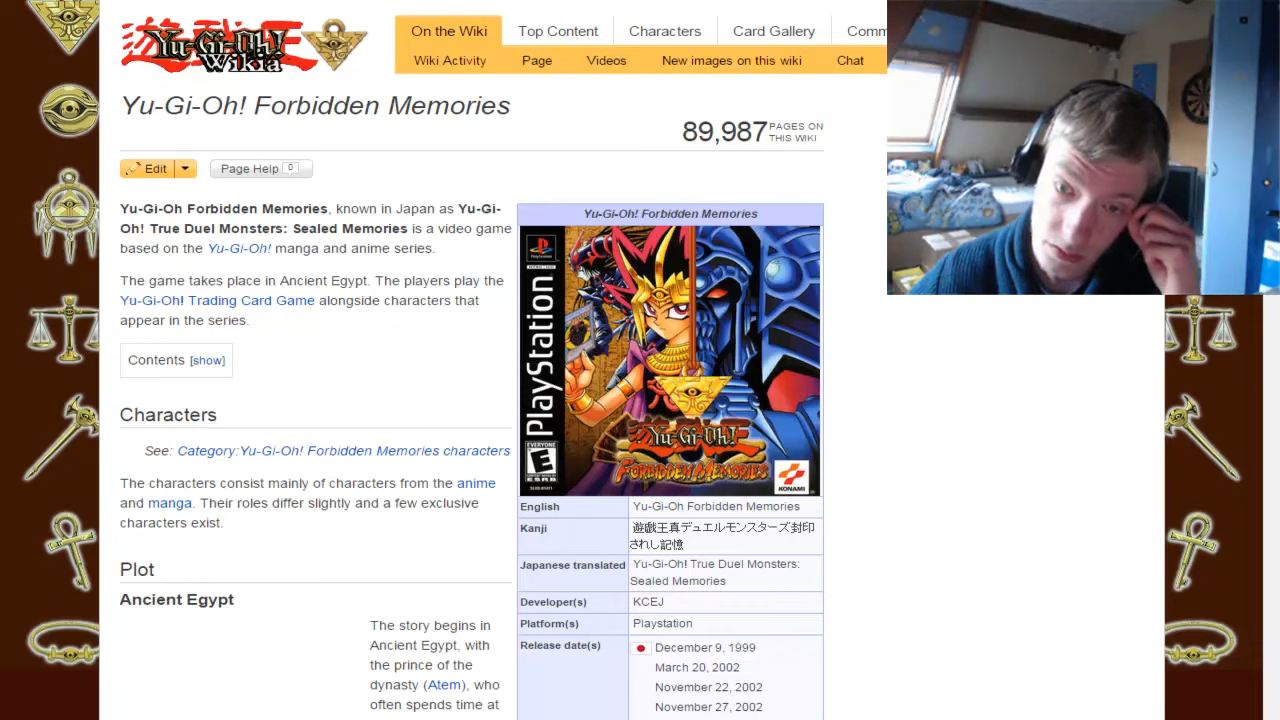 遊戯王
Yu-Gi-Oh!
Wikia
On the Wiki
Top Content
Characters
Card Gallery
Comm
Wiki Activity
Page
Videos
New images on this wiki
Chat
Yu-Gi-Oh! Forbidden Memories
89,987 PAGES ON
THIS WIKI
Edit
Page Help 0
Yu-Gi-Oh Forbidden Memories, known in Japan as Yu-Gi-
Oh! True Duel Monsters: Sealed Memories is a video game
based on the Yu-Gi-Oh! manga and anime series.
The game takes place in Ancient Egypt. The players play the
Yu-Gi-Oh! Trading Card Game alongside characters that
appear in the series.
Contents [show]
Characters
See: Category:Yu-Gi-Oh! Forbidden Memories characters
The characters consist mainly of characters from the anime
and manga. Their roles differ slightly and a few exclusive
characters exist.
Plot
Ancient Egypt
The story begins in
Ancient Egypt, with
the prince of the
dynasty (Atem), who
often spends time at
Yu-Gi-Oh! Forbidden Memories
PlayStation
EVERYONE
E
ESRB
Yu-Gi-Oh!
FORBIDDEN MEMORIES
KONAMI
English Yu-Gi-Oh Forbidden Memories
Kanji 遊戯王真デュエルモンスターズ封印
されし記憶
Japanese translated Yu-Gi-Oh! True Duel Monsters:
Sealed Memories
Developer(s) KCEJ
Platform(s) Playstation
Release date(s) December 9, 1999
March 20, 2002
November 22, 2002
November 27, 2002